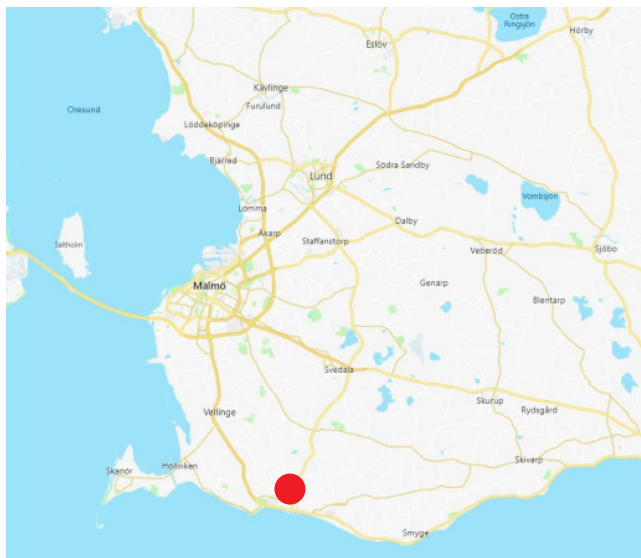 Östra
Ringsjön
Hörby
Eslöv
Kävlinge
Furulund
Oresund
Löddeköpinge
Bjärred
Södra Sandby
Lund
Vombsjön
Lomma
Dalby
Åkarp
Staffanstorp
Saltholm
Veberöd
Sjöbo
Genarp
Malmö
Blentarp
Svedala
Skurup
Rydsgård
Vellinge
Skivarp
Höllviken
Skanör
Smyge